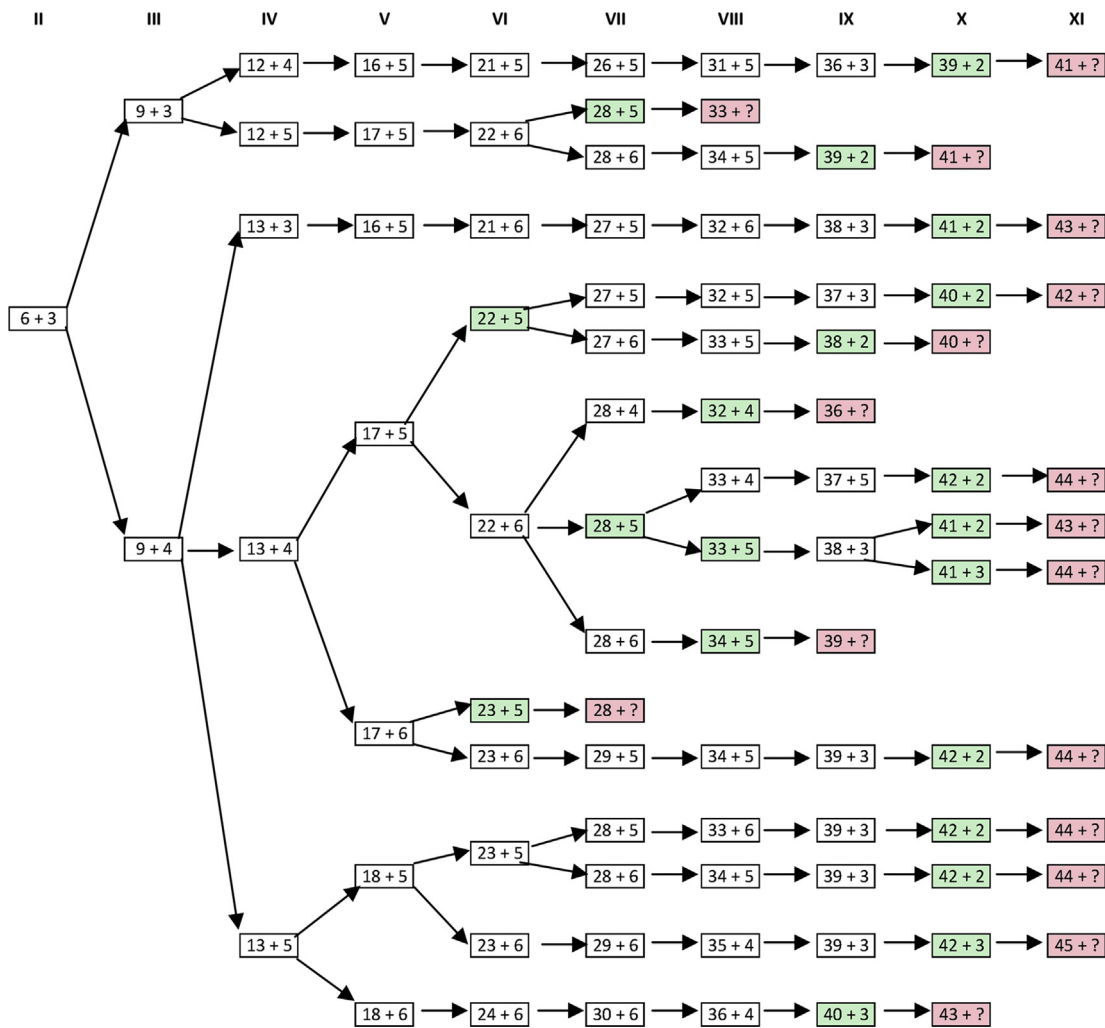 II III IV V VI VII VIII IX X XI
12 + 4 16 + 5 21 + 5 26 + 5 31 + 5 36 + 3 39 + 2 41 + ?
9 + 3 28 + 5 33 + ?
12 + 5 17 + 5 22 + 6
28 + 6 34 + 5 39 + 2 41 + ?
13 + 3 16 + 5 21 + 6 27 + 5 32 + 6 38 + 3 41 + 2 43 + ?
27 + 5 32 + 5 37 + 3 40 + 2 42 + ?
6 + 3 22 + 5
27 + 6 33 + 5 38 + 2 40 + ?
28 + 4 32 + 4 36 + ?
17 + 5
33 + 4 37 + 5 42 + 2 44 + ?
22 + 6 28 + 5 41 + 2 43 + ?
9 + 4 13 + 4 33 + 5 38 + 3
41 + 3 44 + ?
28 + 6 34 + 5 39 + ?
23 + 5 28 + ?
17 + 6
23 + 6 29 + 5 34 + 5 39 + 3 42 + 2 44 + ?
28 + 5 33 + 6 39 + 3 42 + 2 44 + ?
23 + 5
18 + 5 28 + 6 34 + 5 39 + 3 42 + 2 44 + ?
13 + 5 23 + 6 29 + 6 35 + 4 39 + 3 42 + 3 45 + ?
18 + 6 24 + 6 30 + 6 36 + 4 40 + 3 43 + ?